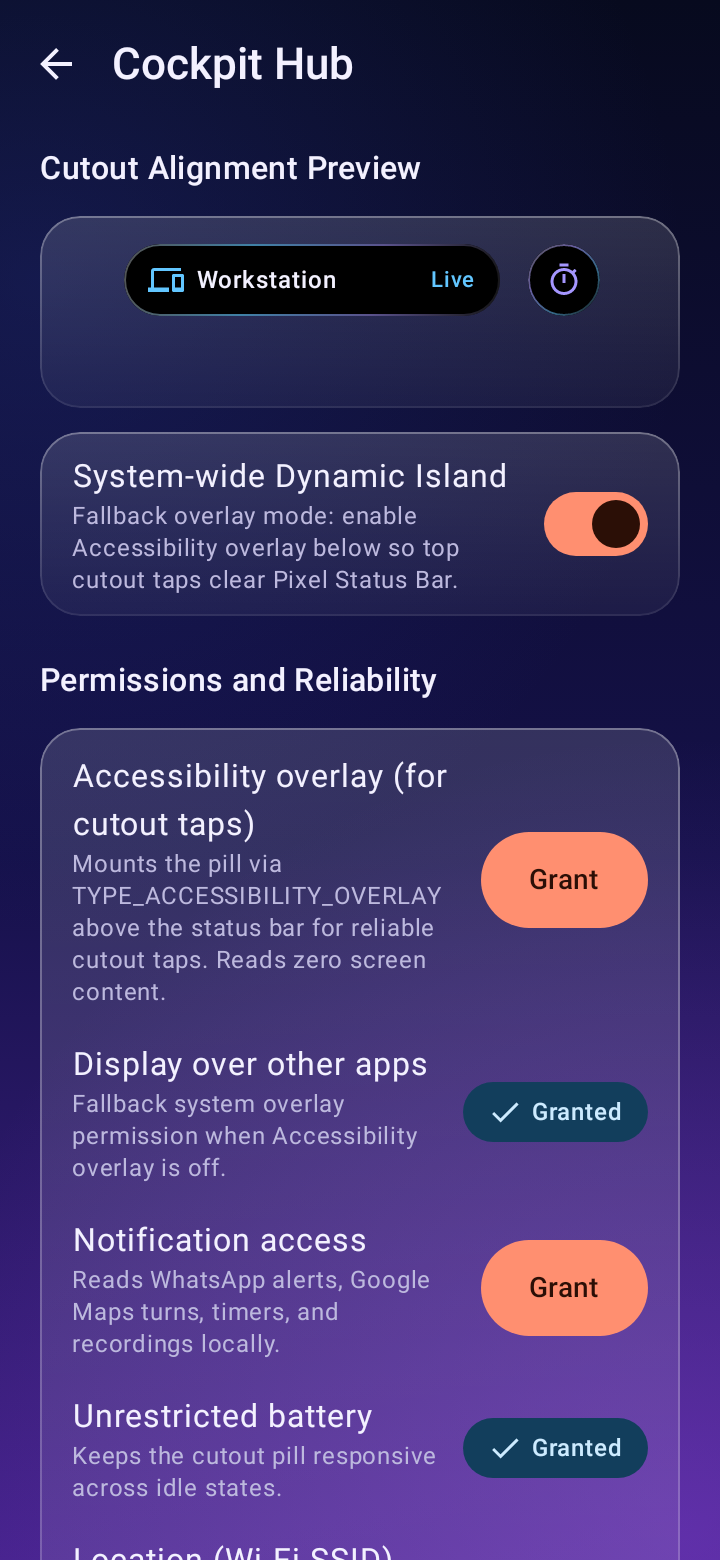 Cockpit Hub
Cutout Alignment Preview
Workstation Live
System-wide Dynamic Island
Fallback overlay mode: enable
Accessibility overlay below so top
cutout taps clear Pixel Status Bar.
Permissions and Reliability
Accessibility overlay (for
cutout taps)
Mounts the pill via
TYPE_ACCESSIBILITY_OVERLAY
above the status bar for reliable
cutout taps. Reads zero screen
content.
Grant
Display over other apps
Fallback system overlay
permission when Accessibility
overlay is off.
Granted
Notification access
Reads WhatsApp alerts, Google
Maps turns, timers, and
recordings locally.
Grant
Unrestricted battery
Keeps the cutout pill responsive
across idle states.
Granted
Location (Wi-Fi SSID)